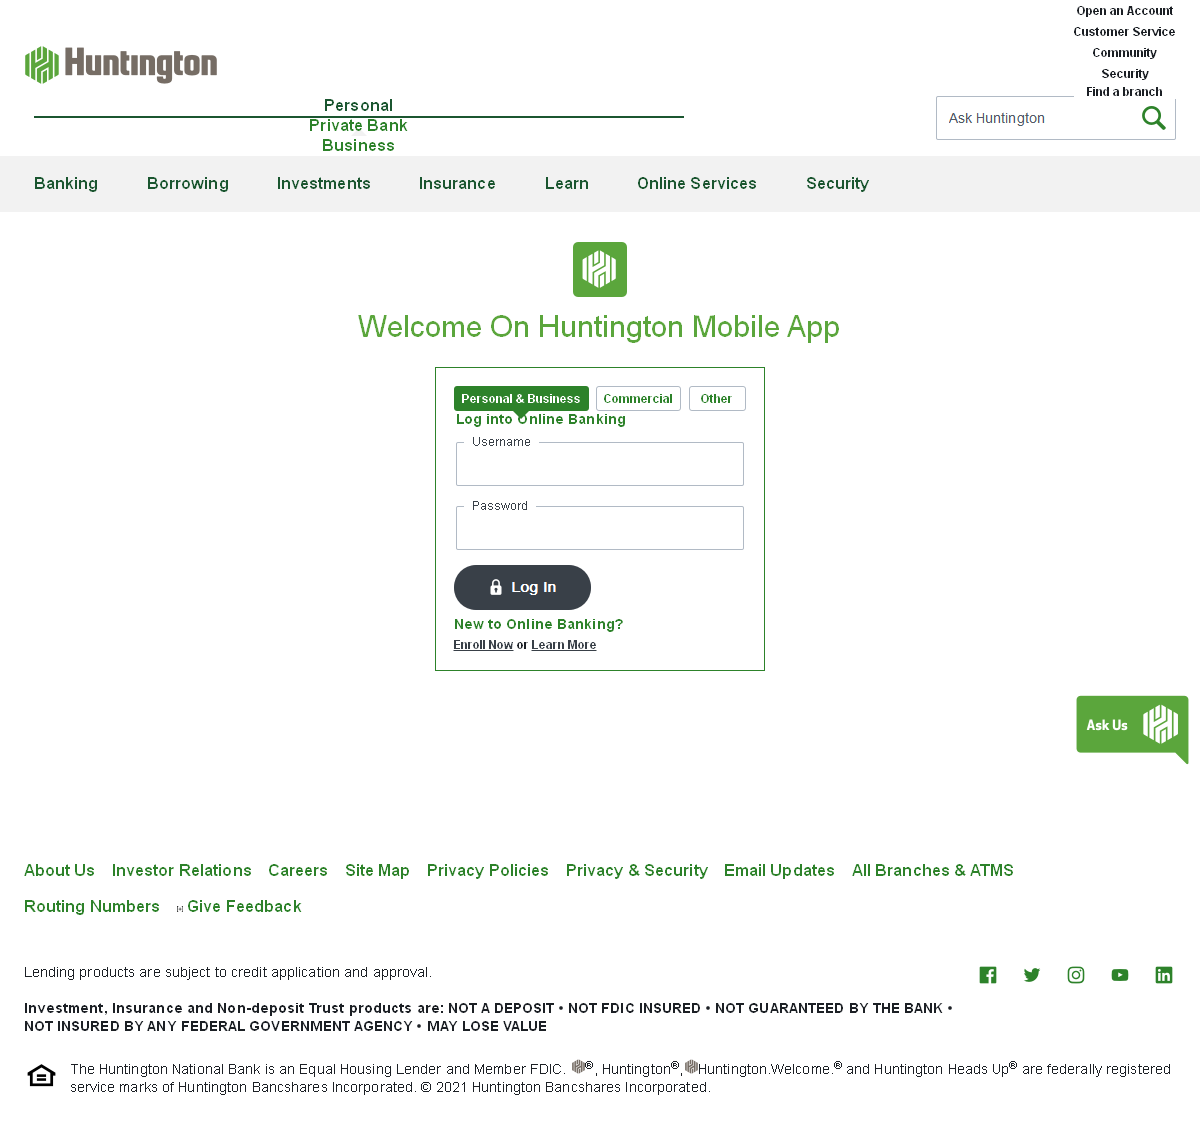 Open an Account
Customer Service
Community
Security
Find a branch
Huntington
Personal
Private Bank
Business
Ask Huntington
Banking Borrowing Investments Insurance Learn Online Services Security
Welcome On Huntington Mobile App
Personal & Business Commercial Other
Log into Online Banking
Username
Password
Log In
New to Online Banking?
Enroll Now or Learn More
Ask Us
About Us Investor Relations Careers Site Map Privacy Policies Privacy & Security Email Updates All Branches & ATMS
Routing Numbers [+] Give Feedback
Lending products are subject to credit application and approval.
Investment, Insurance and Non-deposit Trust products are: NOT A DEPOSIT • NOT FDIC INSURED • NOT GUARANTEED BY THE BANK •
NOT INSURED BY ANY FEDERAL GOVERNMENT AGENCY • MAY LOSE VALUE
The Huntington National Bank is an Equal Housing Lender and Member FDIC. ®, Huntington®, Huntington.Welcome.® and Huntington Heads Up® are federally registered
service marks of Huntington Bancshares Incorporated. © 2021 Huntington Bancshares Incorporated.